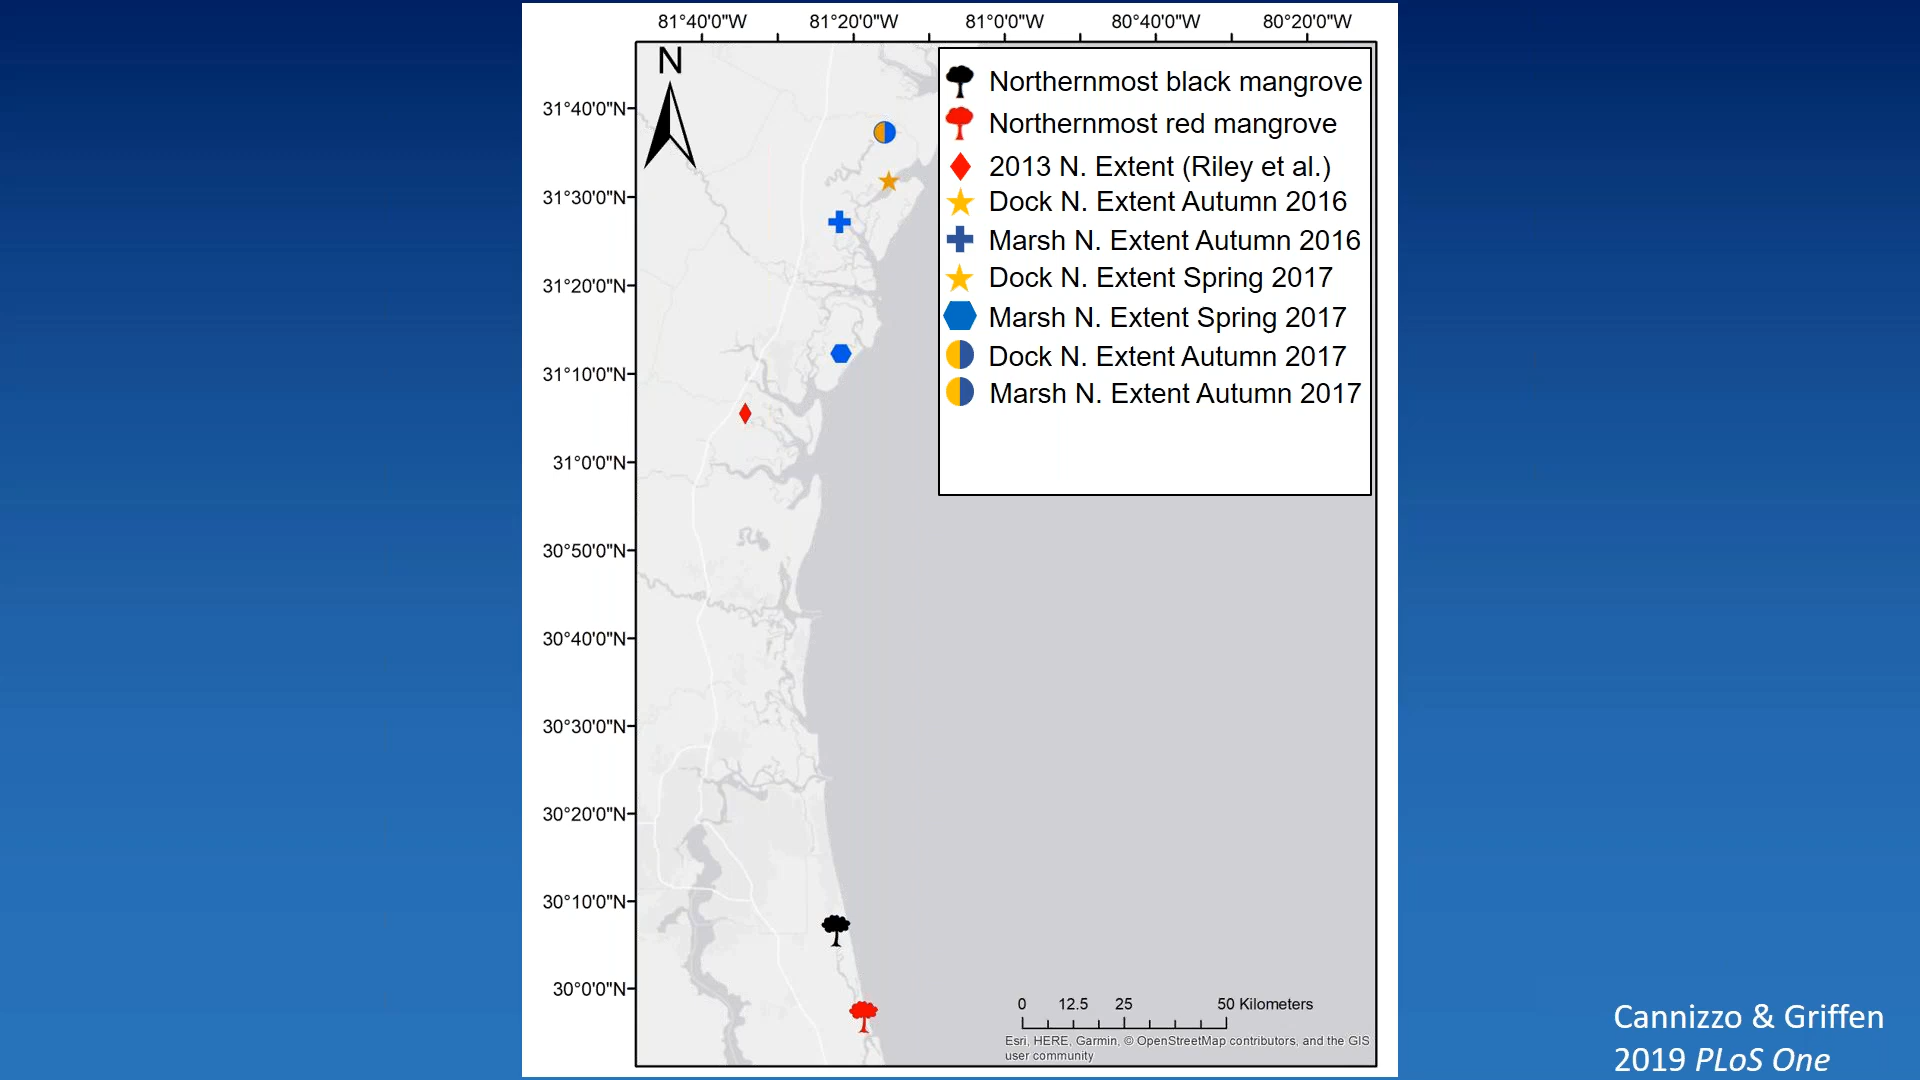 81°40'0"W 81°20'0"W 81°0'0"W 80°40'0"W 80°20'0"W
N
31°40'0"N
31°30'0"N
31°20'0"N
31°10'0"N
31°0'0"N
30°50'0"N
30°40'0"N
30°30'0"N
30°20'0"N
30°10'0"N
30°0'0"N
Northernmost black mangrove
Northernmost red mangrove
2013 N. Extent (Riley et al.)
Dock N. Extent Autumn 2016
Marsh N. Extent Autumn 2016
Dock N. Extent Spring 2017
Marsh N. Extent Spring 2017
Dock N. Extent Autumn 2017
Marsh N. Extent Autumn 2017
0 12.5 25 50 Kilometers
Esri, HERE, Garmin, © OpenStreetMap contributors, and the GIS
user community
Cannizzo & Griffen
2019 PLoS One